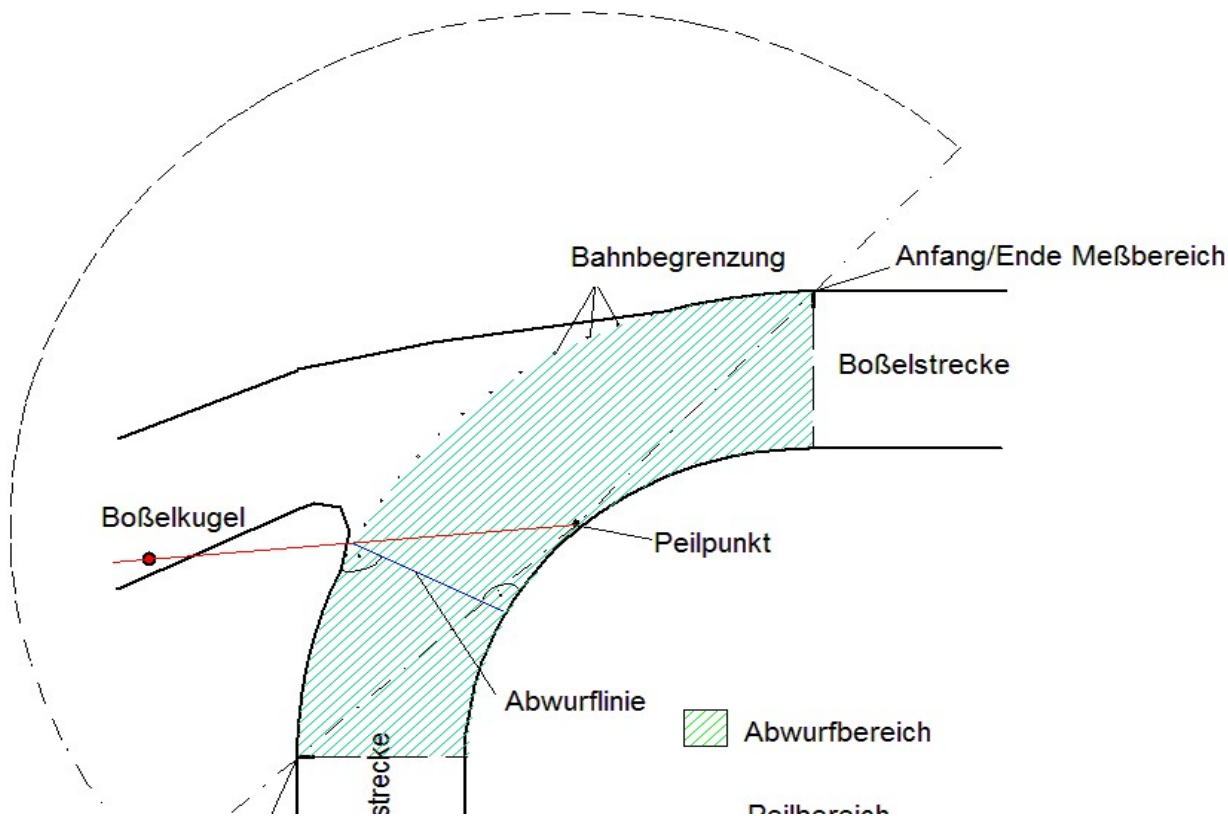 Bahnbegrenzung
Anfang/Ende Meßbereich
Boßelstrecke
Boßelkugel
Peilpunkt
Abwurflinie
Abwurfbereich
strecke
Peilbereich